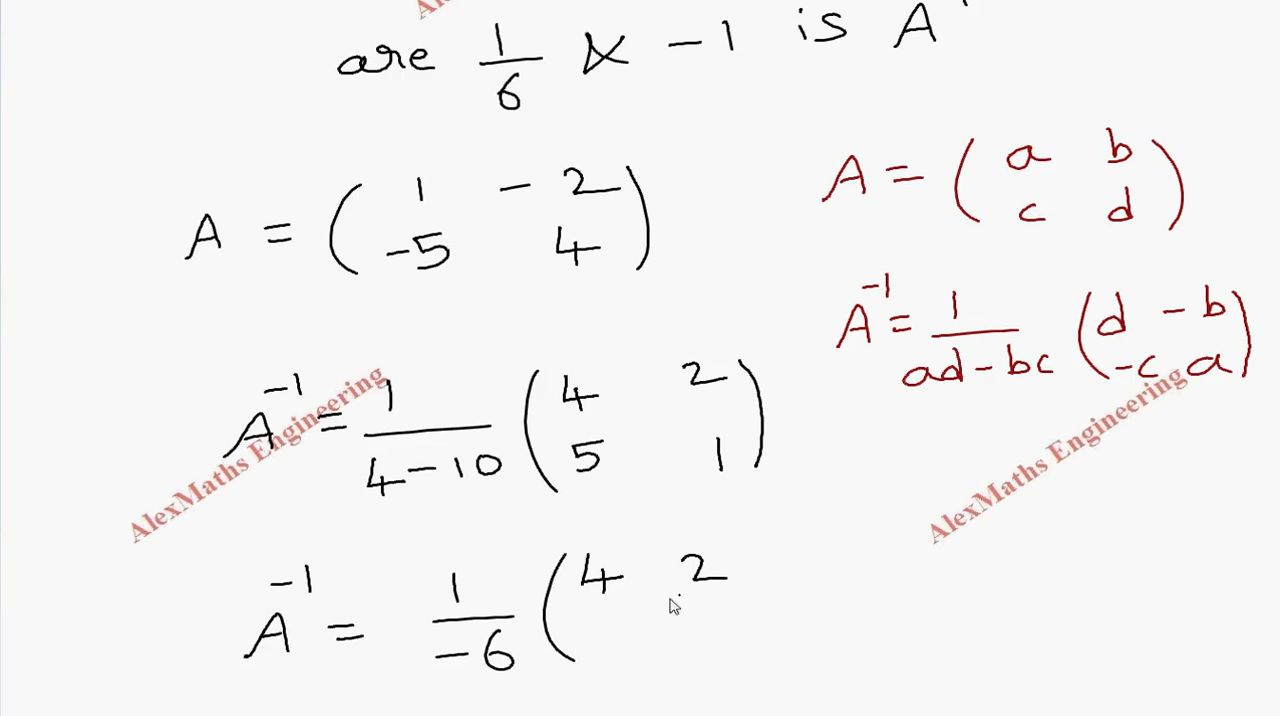 are 1/6 & -1 is A
A = ( 1 -2
-5 4 )
A = ( a b
c d )
A⁻¹ = 1/(ad-bc) ( d -b
-c a )
A⁻¹ = 1/(4-10) ( 4 2
5 1 )
A⁻¹ = 1/-6 ( 4 2
AlexMaths Engineering
AlexMaths Engineering